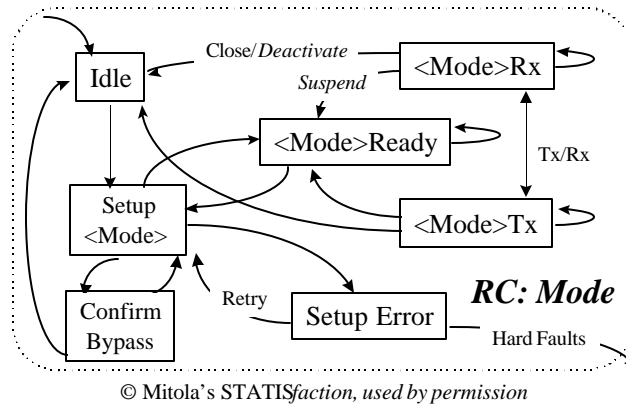 Close/Deactivate
<Mode>Rx
Idle
Suspend
<Mode>Ready
Tx/Rx
Setup
<Mode>
<Mode>Tx
RC: Mode
Confirm
Bypass
Retry
Setup Error
Hard Faults
© Mitola's STATISfaction, used by permission